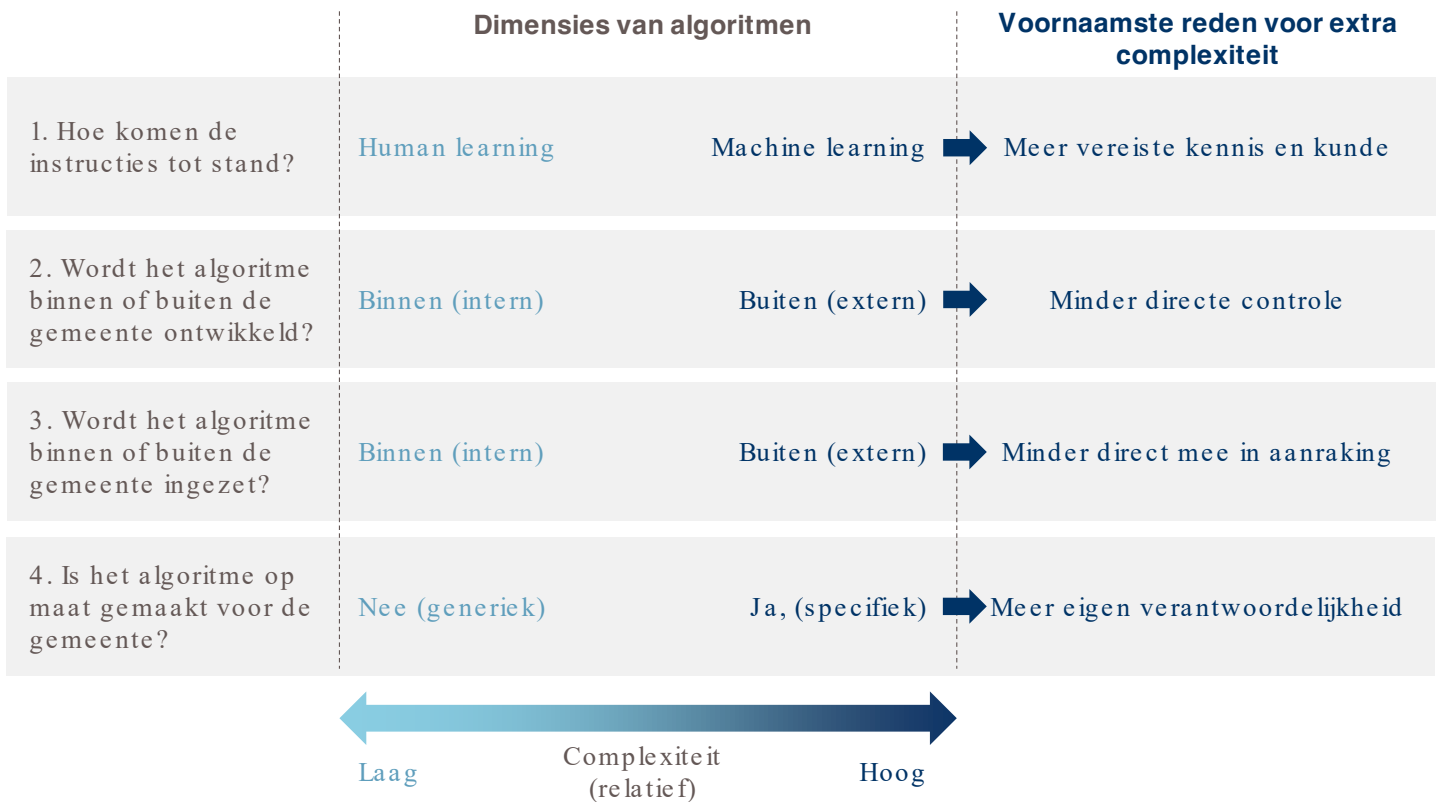 Dimensies van algoritmen
Voornaamste reden voor extra
complexiteit
1. Hoe komen de
instructies tot stand?
Human learning
Machine learning
Meer vereiste kennis en kunde
2. Wordt het algoritme
binnen of buiten de
gemeente ontwikkeld?
Binnen (intern)
Buiten (extern)
Minder directe controle
3. Wordt het algoritme
binnen of buiten de
gemeente ingezet?
Binnen (intern)
Buiten (extern)
Minder direct mee in aanraking
4. Is het algoritme op
maat gemaakt voor de
gemeente?
Nee (generiek)
Ja, (specifiek)
Meer eigen verantwoordelijkheid
Laag
Complexiteit
(relatief)
Hoog